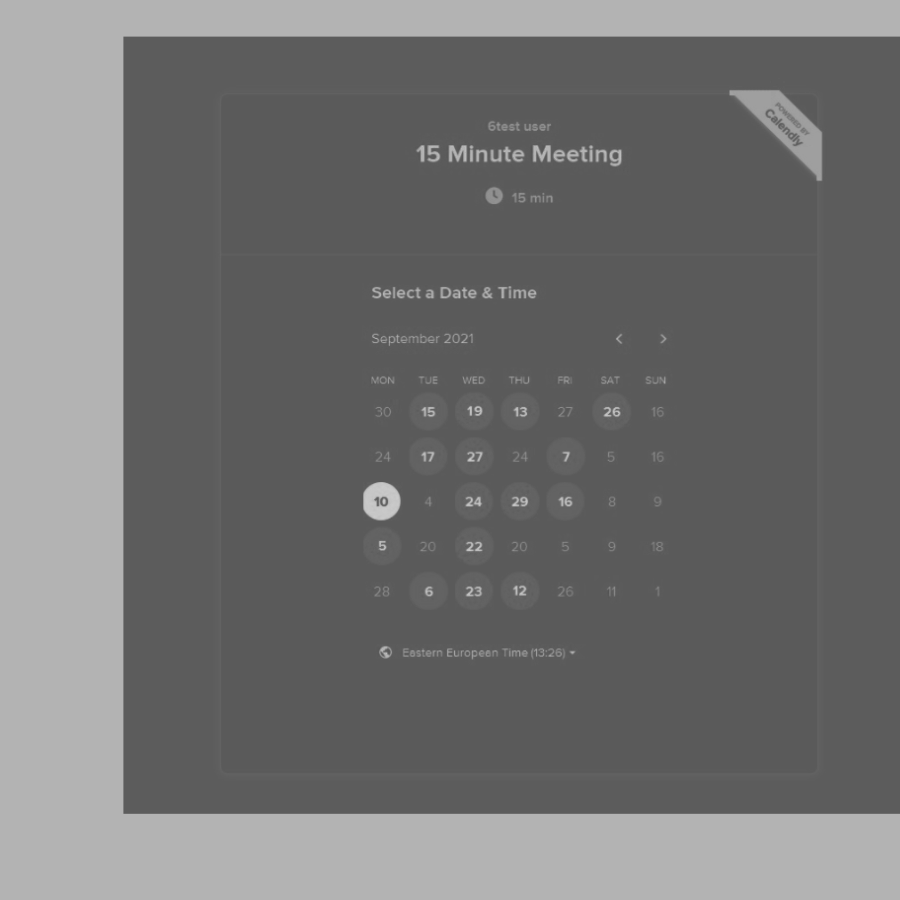 POWERED BY
Calendly
6test user
15 Minute Meeting
15 min
Select a Date & Time
September 2021
MON TUE WED THU FRI SAT SUN
30 15 19 13 27 26 16
24 17 27 24 7 5 16
10 4 24 29 16 8 9
5 20 22 20 5 9 18
28 6 23 12 26 11 1
Eastern European Time (13:26)